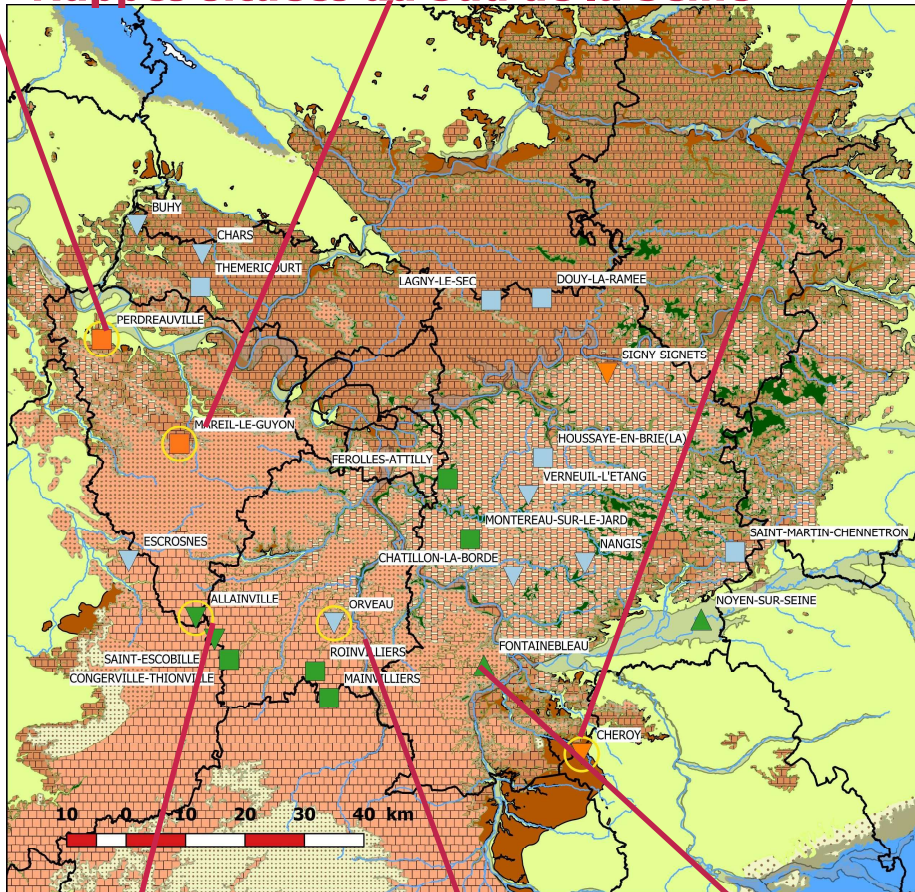 BUHY
CHARS
THEMERICOURT
LAGNY-LE-SEC
DOUY-LA-RAMEE
PERDREAUVILLE
SIGNY SIGNETS
MAREIL-LE-GUYON
HOUSSAYE-EN-BRIE(LA)
FEROLLES-ATTILLY
VERNEUIL-L'ETANG
MONTEREAU-SUR-LE-JARD
SAINT-MARTIN-CHENNETRON
ESCROSNES
CHATILLON-LA-BORDE
NANGIS
ALLAINVILLE
ORVEAU
NOYEN-SUR-SEINE
SAINT-ESCOBILLE
ROINVILLIERS
FONTAINEBLEAU
CONGERVILLE-THIONVILLE
MAINVILLIERS
CHEROY
10 0 10 20 30 40 km